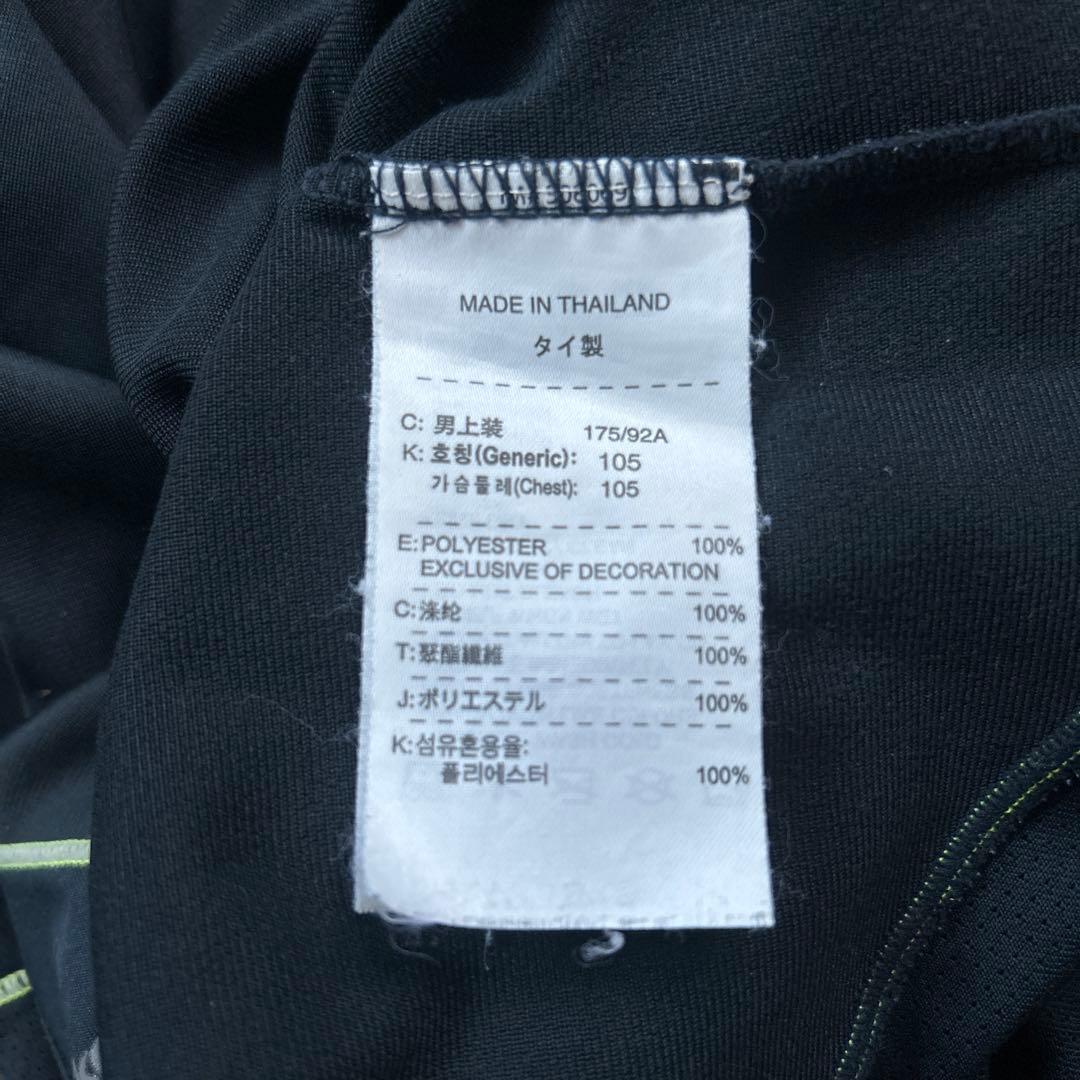 MADE IN THAILAND
タイ製
C: 男上装 175/92A
K: 호칭(Generic): 105
가슴둘레(Chest): 105
E: POLYESTER 100%
EXCLUSIVE OF DECORATION
C: 涤纶 100%
T: 聚酯纖維 100%
J: ポリエステル 100%
K: 섬유혼용율:
폴리에스터 100%